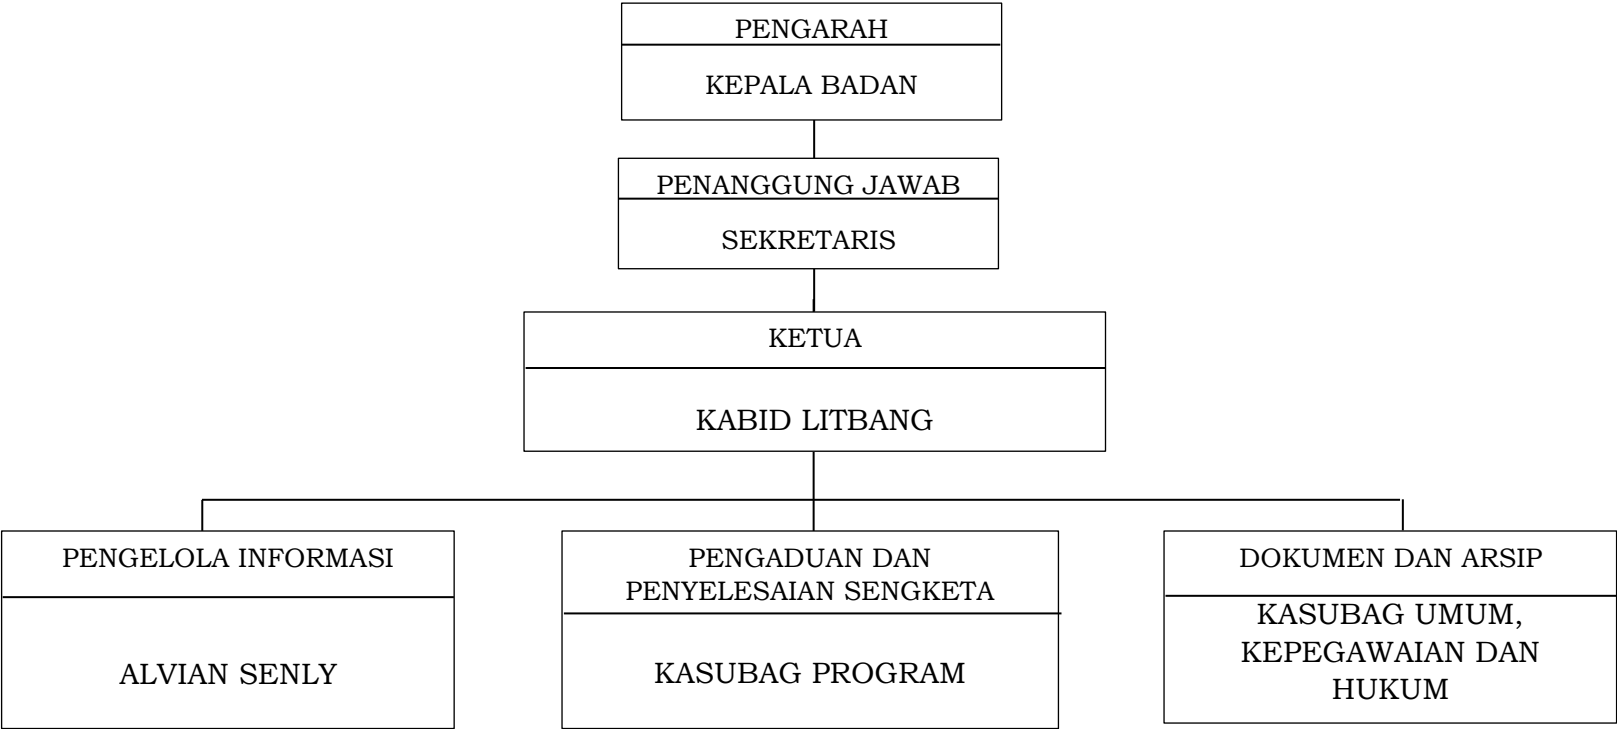 PENGARAH
KEPALA BADAN
PENANGGUNG JAWAB
SEKRETARIS
KETUA
KABID LITBANG
PENGELOLA INFORMASI
ALVIAN SENLY
PENGADUAN DAN
PENYELESAIAN SENGKETA
KASUBAG PROGRAM
DOKUMEN DAN ARSIP
KASUBAG UMUM,
KEPEGAWAIAN DAN
HUKUM